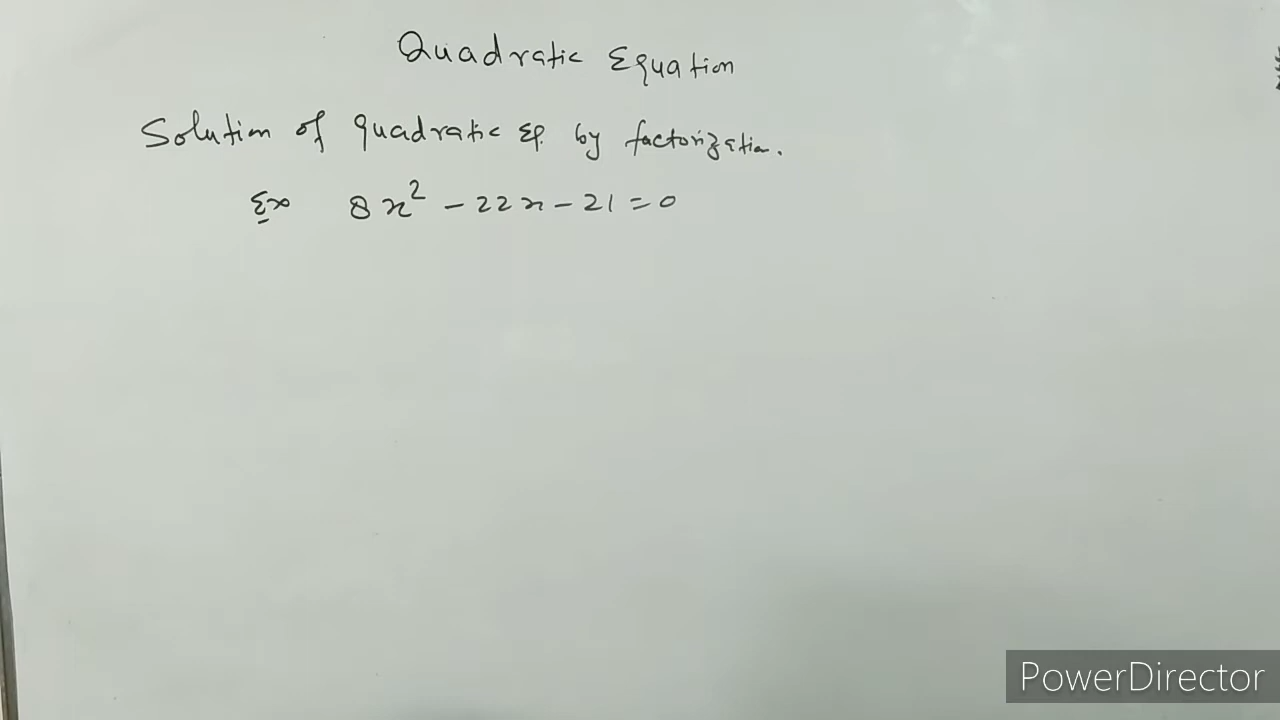 Quadratic Equation
Solution of quadratic Eq. by factorization.
Ex 8x² - 22x - 21 = 0
PowerDirector